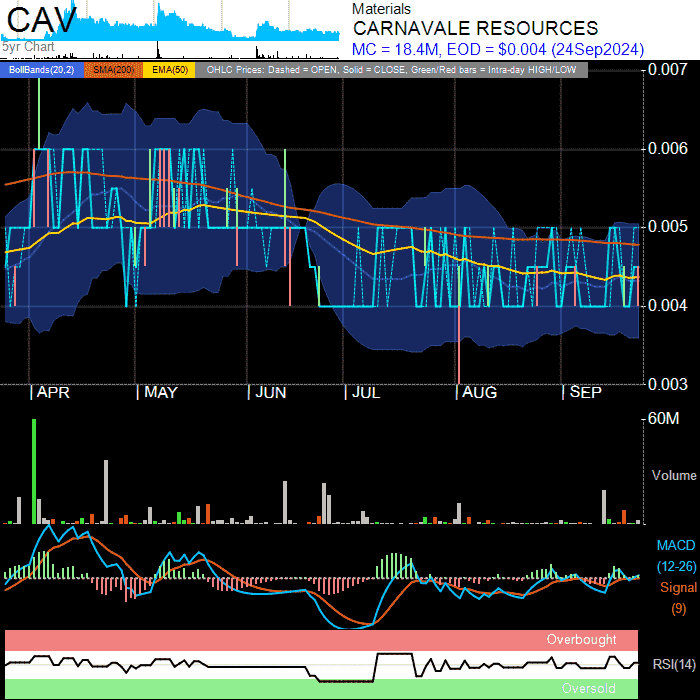 CAV
5yr Chart
Materials
CARNAVALE RESOURCES
MC = 18.4M, EOD = $0.004 (24Sep2024)
BollBands(20,2) SMA(200) EMA(50) OHLC Prices: Dashed = OPEN, Solid = CLOSE, Green/Red bars = Intra-day HIGH/LOW
0.007
0.006
0.005
0.004
0.003
APR MAY JUN JUL AUG SEP
60M
Volume
MACD
(12-26)
Signal
(9)
Overbought
RSI(14)
Oversold